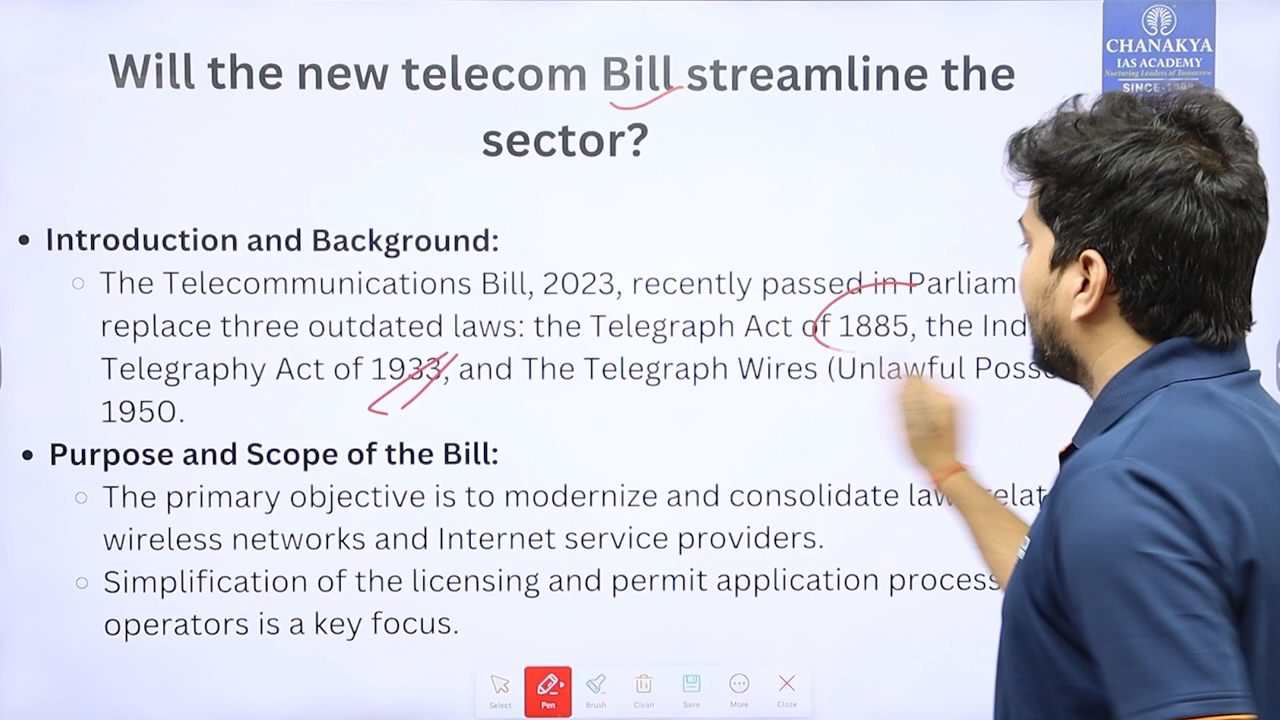 CHANAKYA
IAS ACADEMY
Nurturing Leaders of Tomorrow
SINCE-1993
Will the new telecom Bill streamline the
sector?
• Introduction and Background:
○ The Telecommunications Bill, 2023, recently passed in Parliam
replace three outdated laws: the Telegraph Act of 1885, the Ind
Telegraphy Act of 1933, and The Telegraph Wires (Unlawful Posse
1950.
• Purpose and Scope of the Bill:
○ The primary objective is to modernize and consolidate law relat
wireless networks and Internet service providers.
○ Simplification of the licensing and permit application process
operators is a key focus.
Select Pen Brush Clean Save More Close